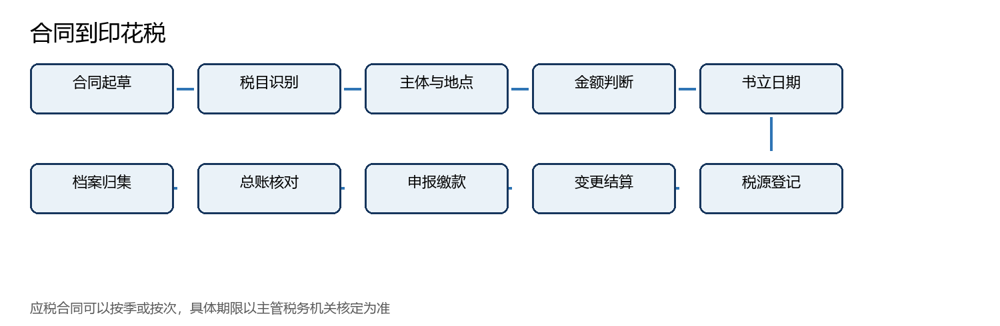 合同到印花税
合同起草
税目识别
主体与地点
金额判断
书立日期
档案归集
总账核对
申报缴款
变更结算
税源登记
应税合同可以按季或按次，具体期限以主管税务机关核定为准